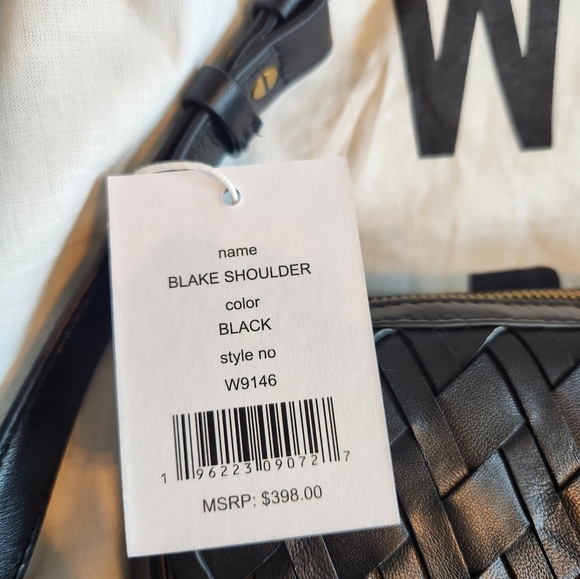 W
name
BLAKE SHOULDER
color
BLACK
style no
W9146
1 96223 09072 7
MSRP: $398.00